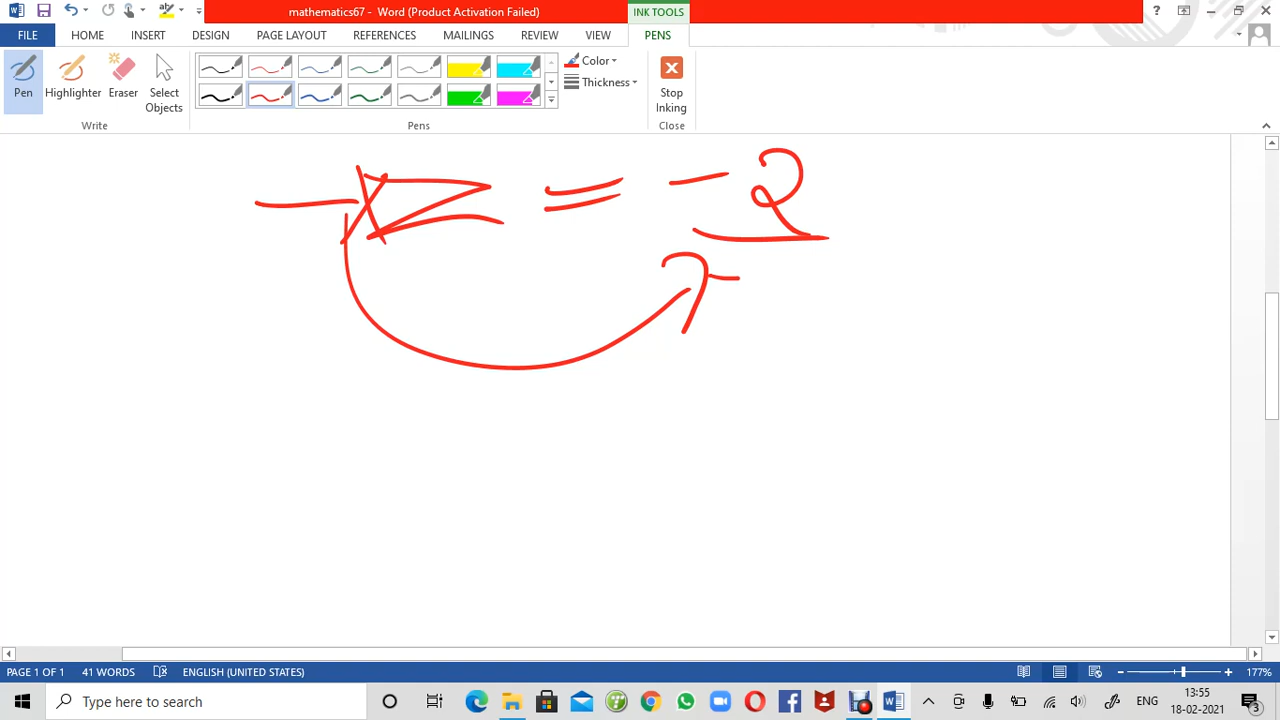 mathematics67 - Word (Product Activation Failed)
INK TOOLS
?
FILE
HOME
INSERT
DESIGN
PAGE LAYOUT
REFERENCES
MAILINGS
REVIEW
VIEW
PENS
Pen
Highlighter
Eraser
Select Objects
Color
Thickness
Stop Inking
Write
Pens
Close
= -2
PAGE 1 OF 1
41 WORDS
ENGLISH (UNITED STATES)
177%
Type here to search
ENG
13:55
18-02-2021
3